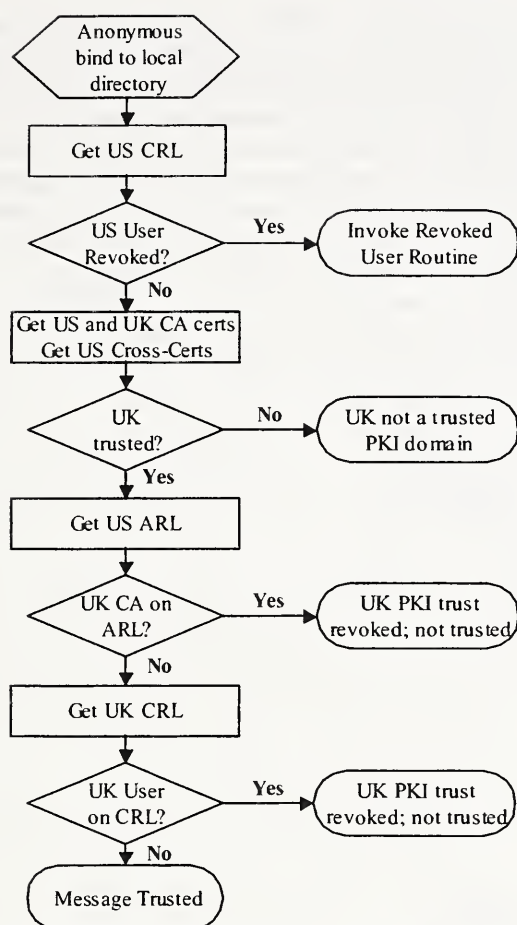 Anonymous
bind to local
directory
Get US CRL
US User
Revoked?
Yes
Invoke Revoked
User Routine
No
Get US and UK CA certs
Get US Cross-Certs
UK
trusted?
No
UK not a trusted
PKI domain
Yes
Get US ARL
UK CA on
ARL?
Yes
UK PKI trust
revoked; not trusted
No
Get UK CRL
UK User
on CRL?
Yes
UK PKI trust
revoked; not trusted
No
Message Trusted